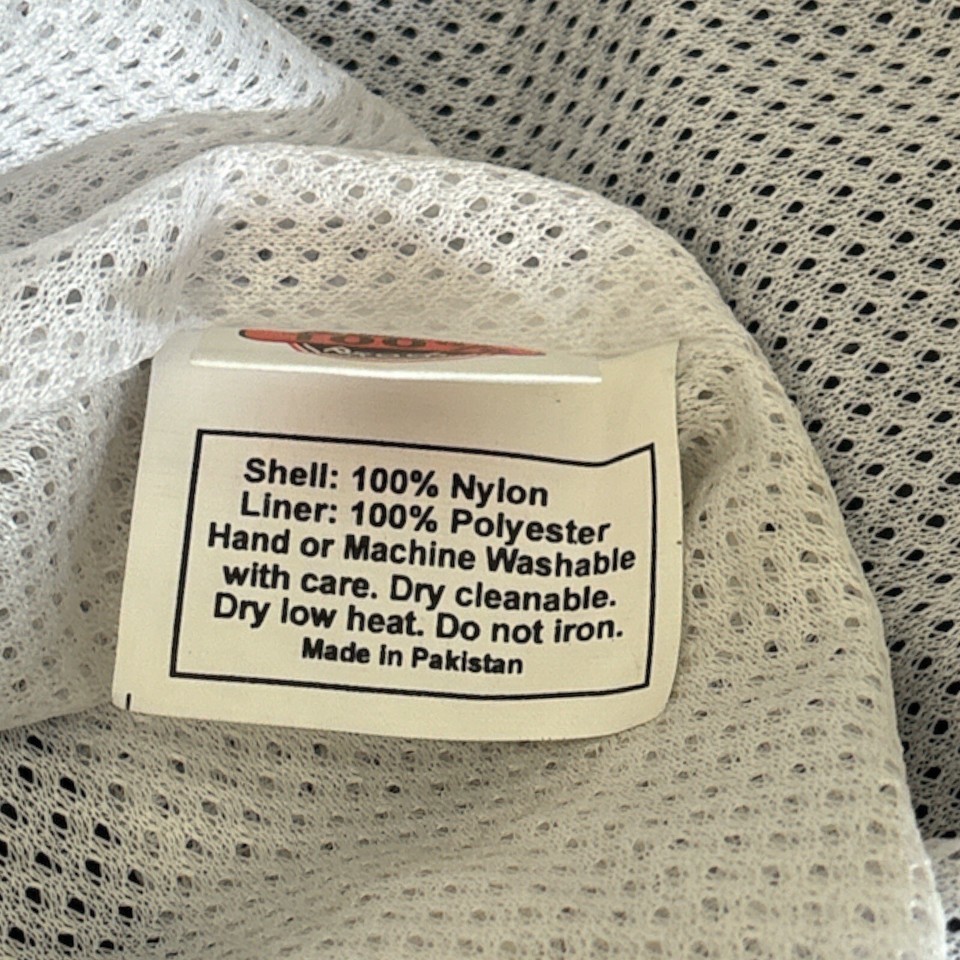 Shell: 100% Nylon
Liner: 100% Polyester
Hand or Machine Washable
with care. Dry cleanable.
Dry low heat. Do not iron.
Made in Pakistan